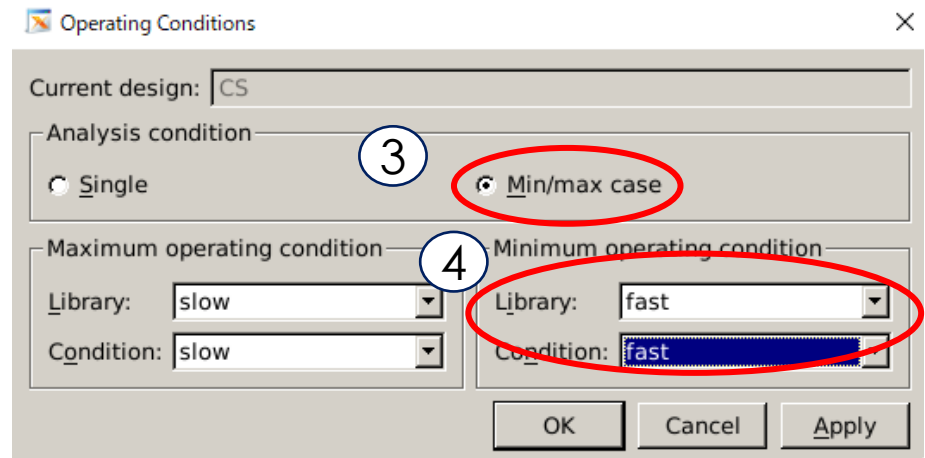 Operating Conditions
Current design: CS
Analysis condition
3
Single
Min/max case
Maximum operating condition
4
Minimum operating condition
Library: slow
Library: fast
Condition: slow
Condition: fast
OK
Cancel
Apply